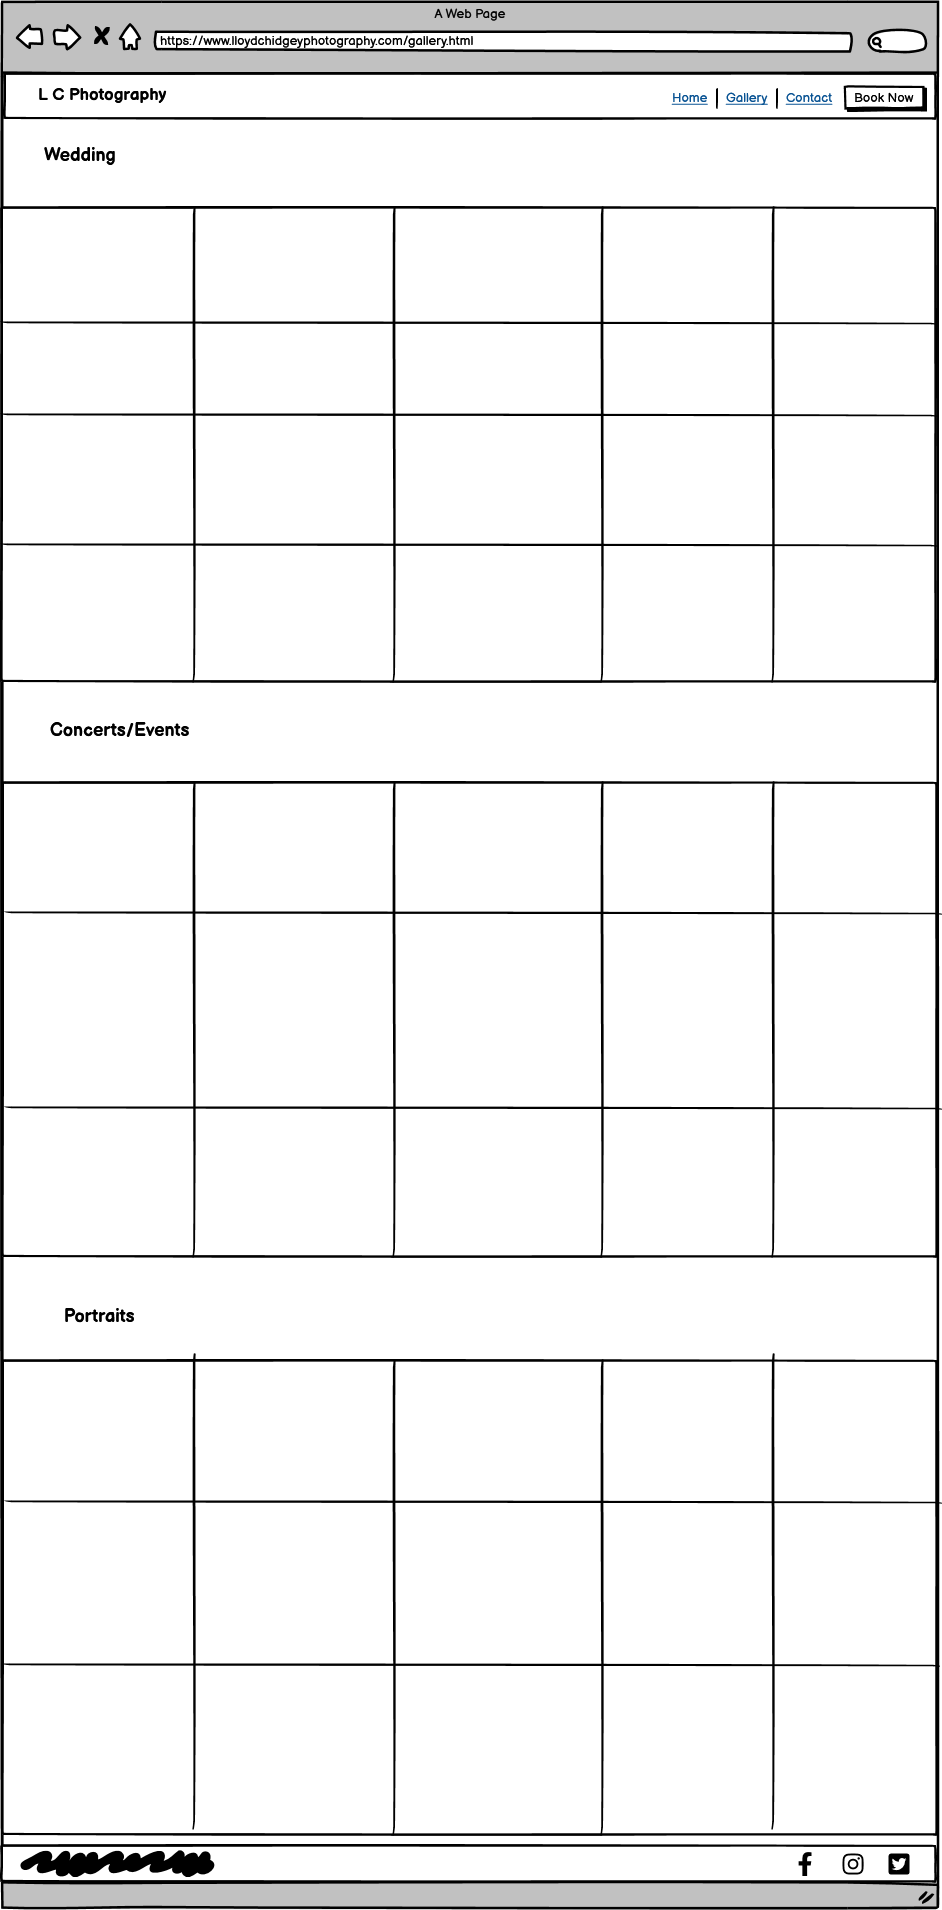 A Web Page
https://www.lloydchidgeyphotography.com/gallery.html
L C Photography
Home | Gallery | Contact Book Now
Wedding
Concerts/Events
Portraits